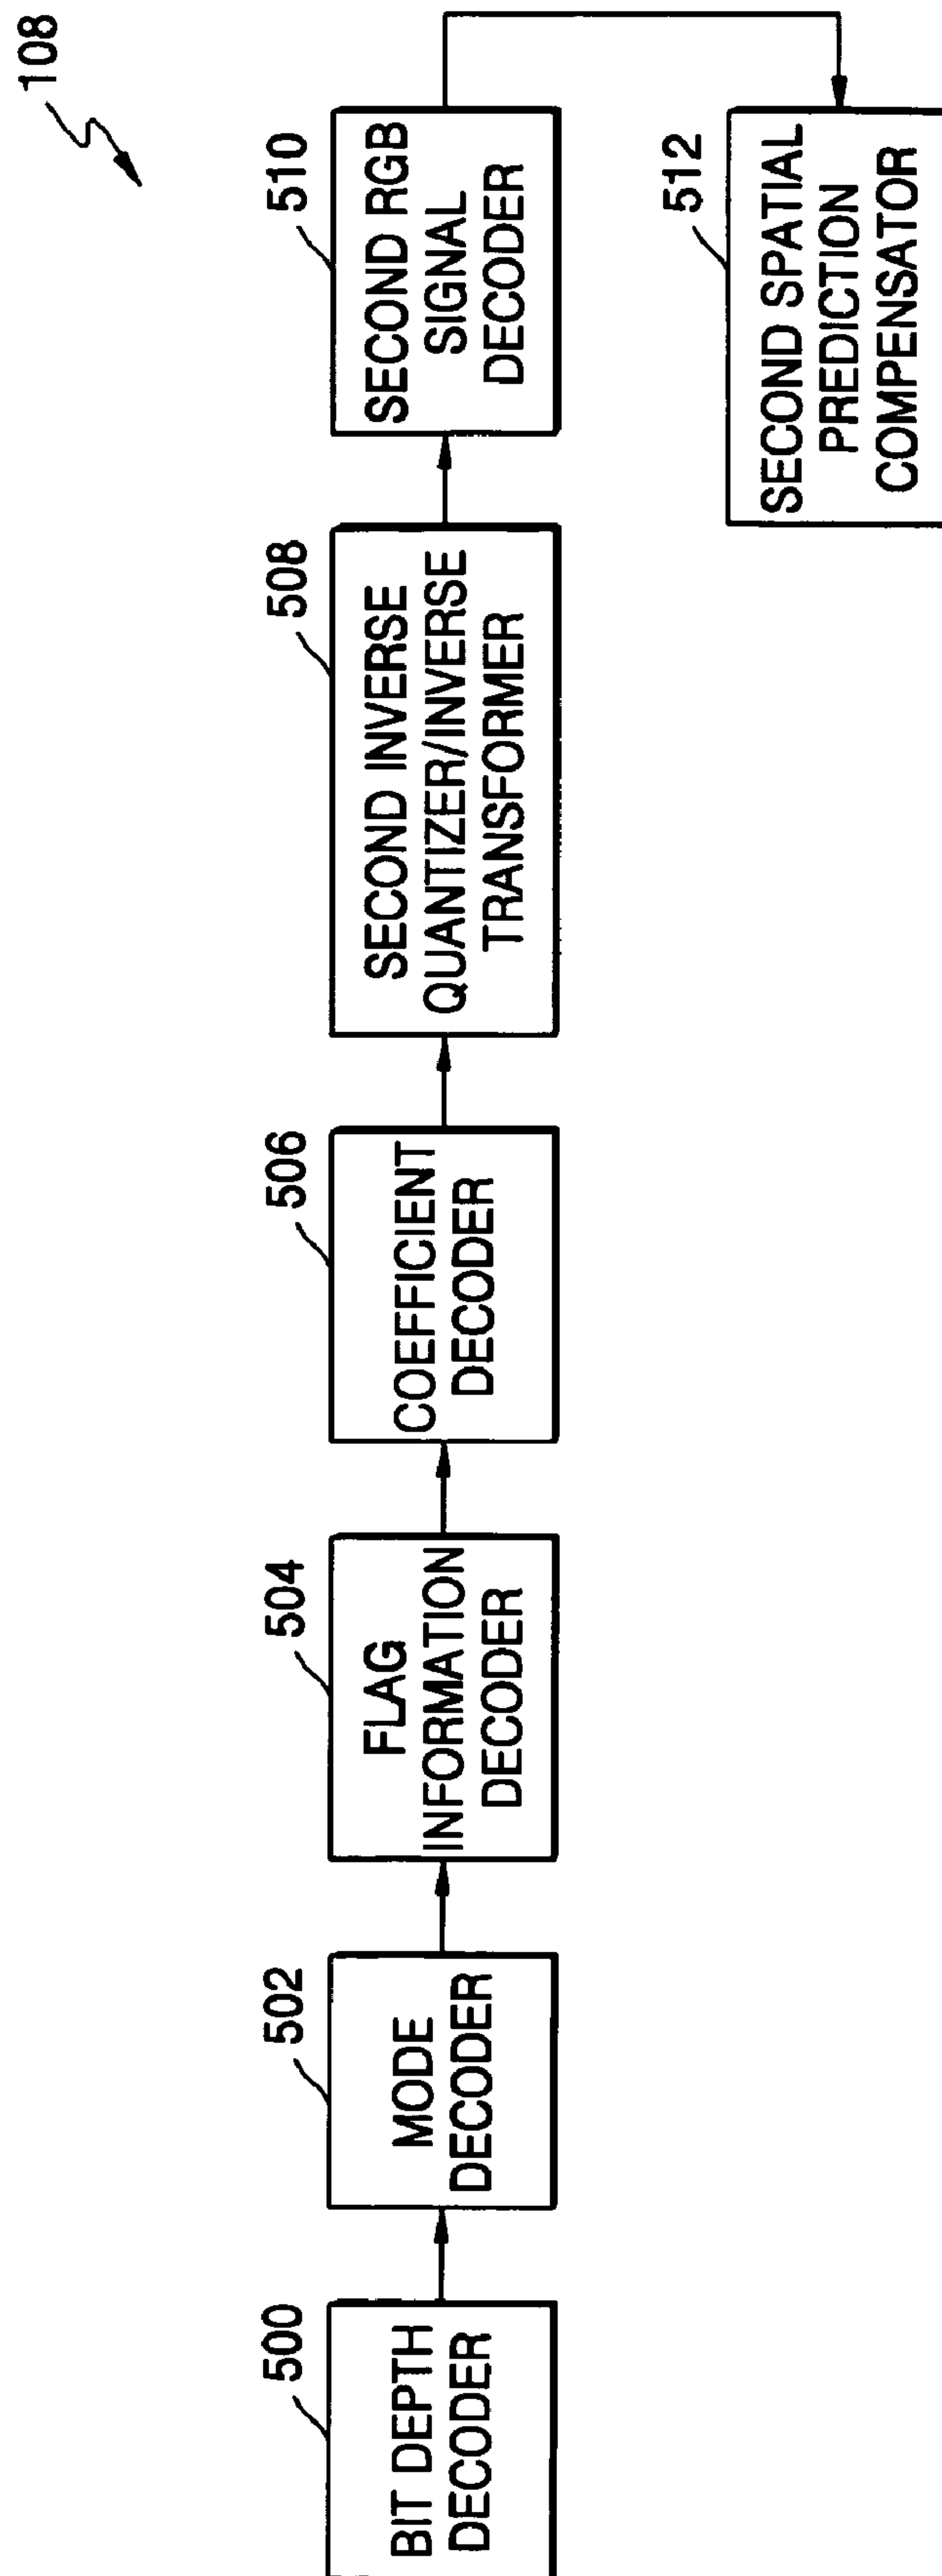 108
500
BIT DEPTH
DECODER
502
MODE
DECODER
504
FLAG
INFORMATION
DECODER
506
COEFFICIENT
DECODER
508
SECOND INVERSE
QUANTIZER/INVERSE
TRANSFORMER
510
SECOND RGB
SIGNAL
DECODER
512
SECOND SPATIAL
PREDICTION
COMPENSATOR